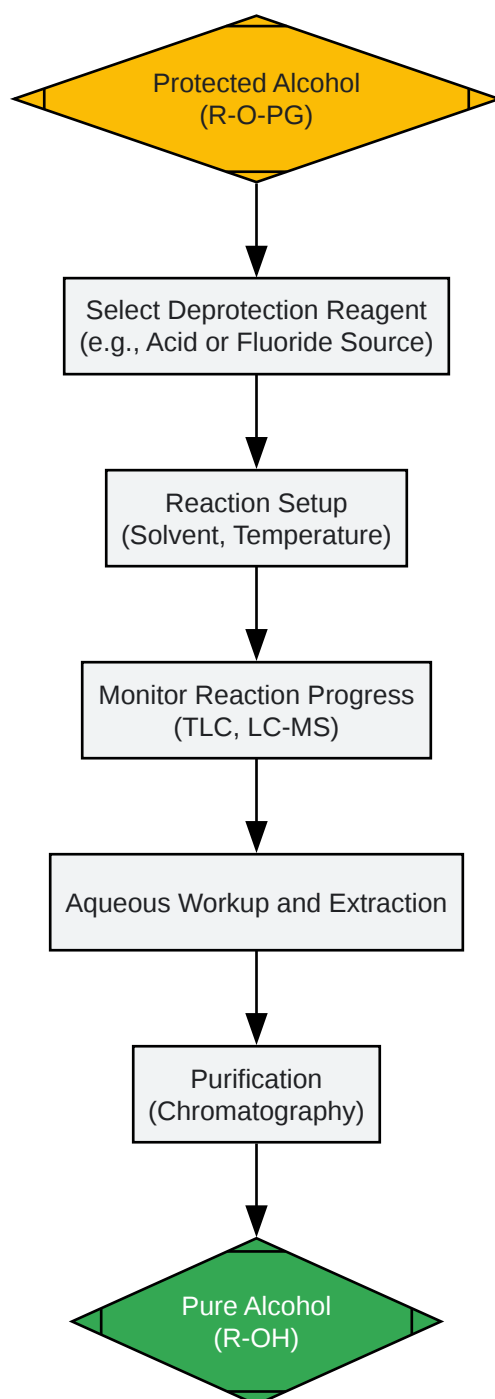 Protected Alcohol
(R-O-PG)
Select Deprotection Reagent
(e.g., Acid or Fluoride Source)
Reaction Setup
(Solvent, Temperature)
Monitor Reaction Progress
(TLC, LC-MS)
Aqueous Workup and Extraction
Purification
(Chromatography)
Pure Alcohol
(R-OH)